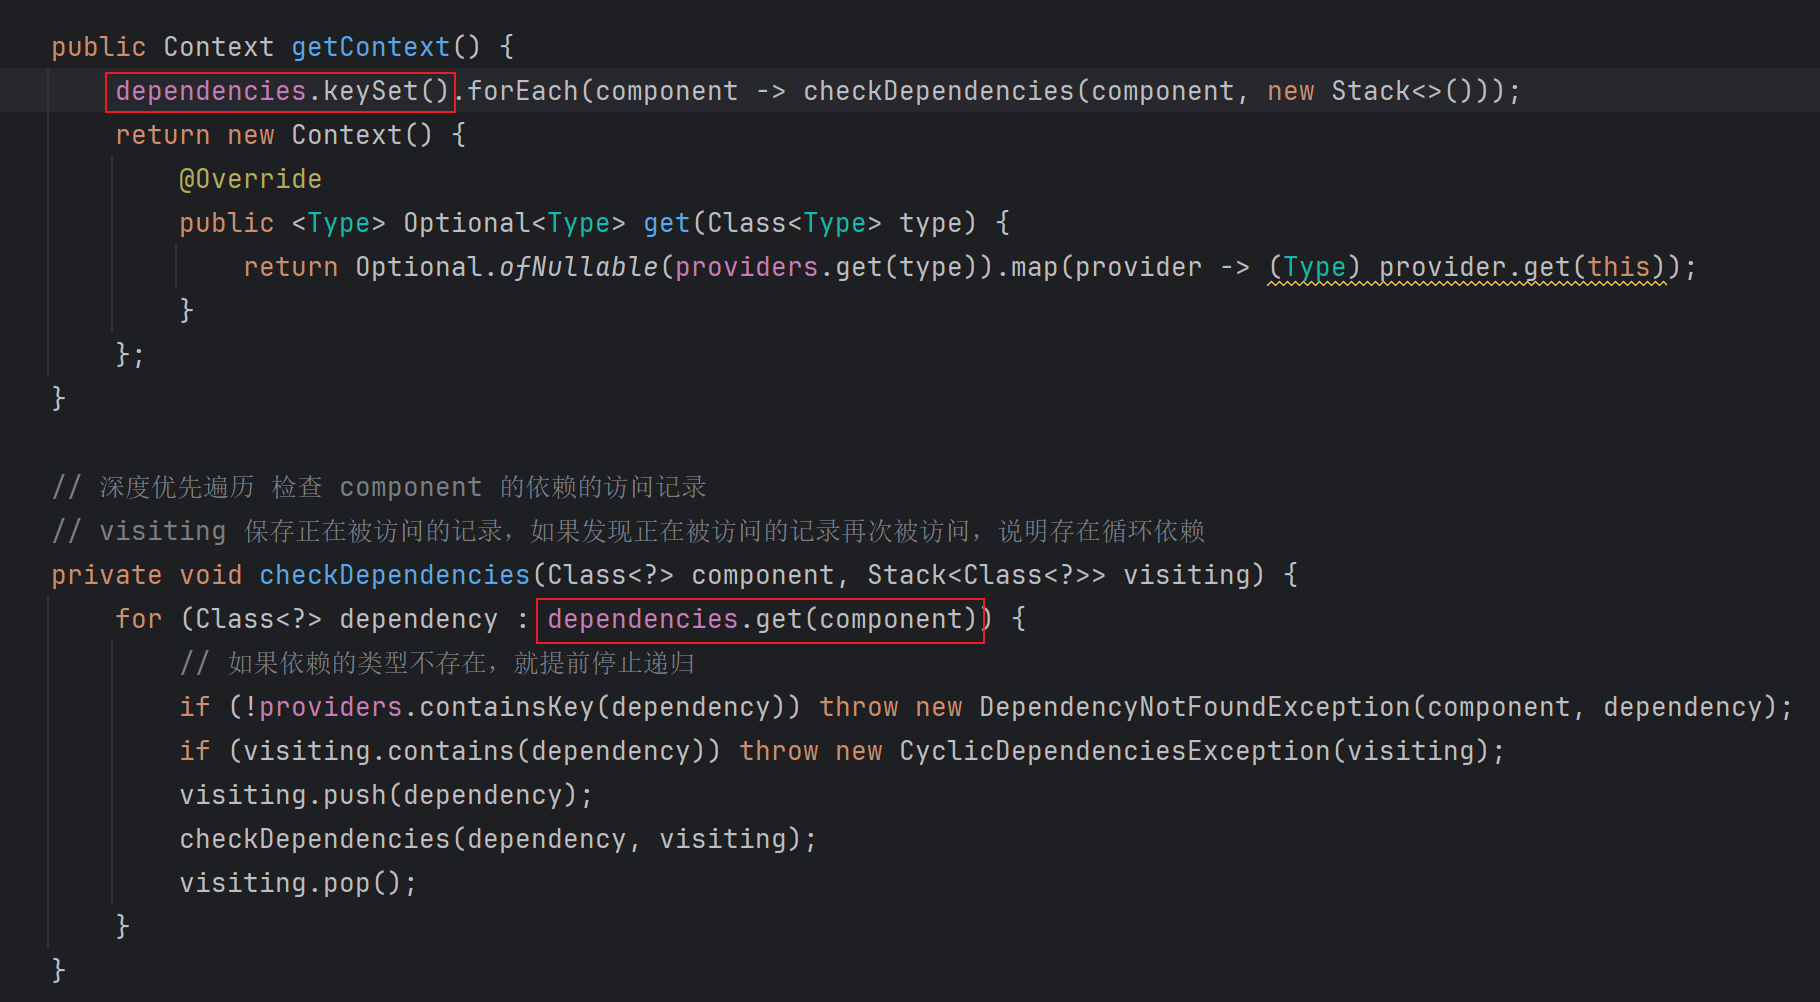 public Context getContext() {
dependencies.keySet().forEach(component -> checkDependencies(component, new Stack<>()));
return new Context() {
@Override
public <Type> Optional<Type> get(Class<Type> type) {
return Optional.ofNullable(providers.get(type)).map(provider -> (Type) provider.get(this));
}
};
}
// 深度优先遍历 检查 component 的依赖的访问记录
// visiting 保存正在被访问的记录，如果发现正在被访问的记录再次被访问，说明存在循环依赖
private void checkDependencies(Class<?> component, Stack<Class<?>> visiting) {
for (Class<?> dependency : dependencies.get(component)) {
// 如果依赖的类型不存在，就提前停止递归
if (!providers.containsKey(dependency)) throw new DependencyNotFoundException(component, dependency);
if (visiting.contains(dependency)) throw new CyclicDependenciesException(visiting);
visiting.push(dependency);
checkDependencies(dependency, visiting);
visiting.pop();
}
}